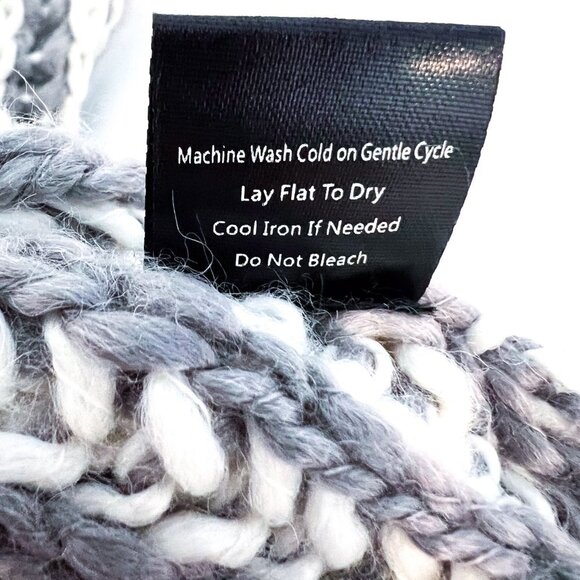 Machine Wash Cold on Gentle Cycle
Lay Flat To Dry
Cool Iron If Needed
Do Not Bleach